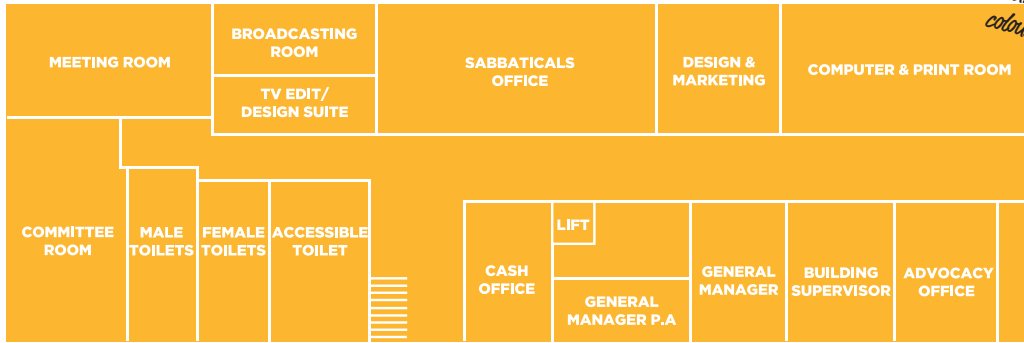 MEETING ROOM
BROADCASTING
ROOM
TV EDIT/
DESIGN SUITE
SABBATICALS
OFFICE
DESIGN &
MARKETING
COMPUTER & PRINT ROOM
COMMITTEE
ROOM
MALE
TOILETS
FEMALE
TOILETS
ACCESSIBLE
TOILET
LIFT
CASH
OFFICE
GENERAL
MANAGER P.A
GENERAL
MANAGER
BUILDING
SUPERVISOR
ADVOCACY
OFFICE